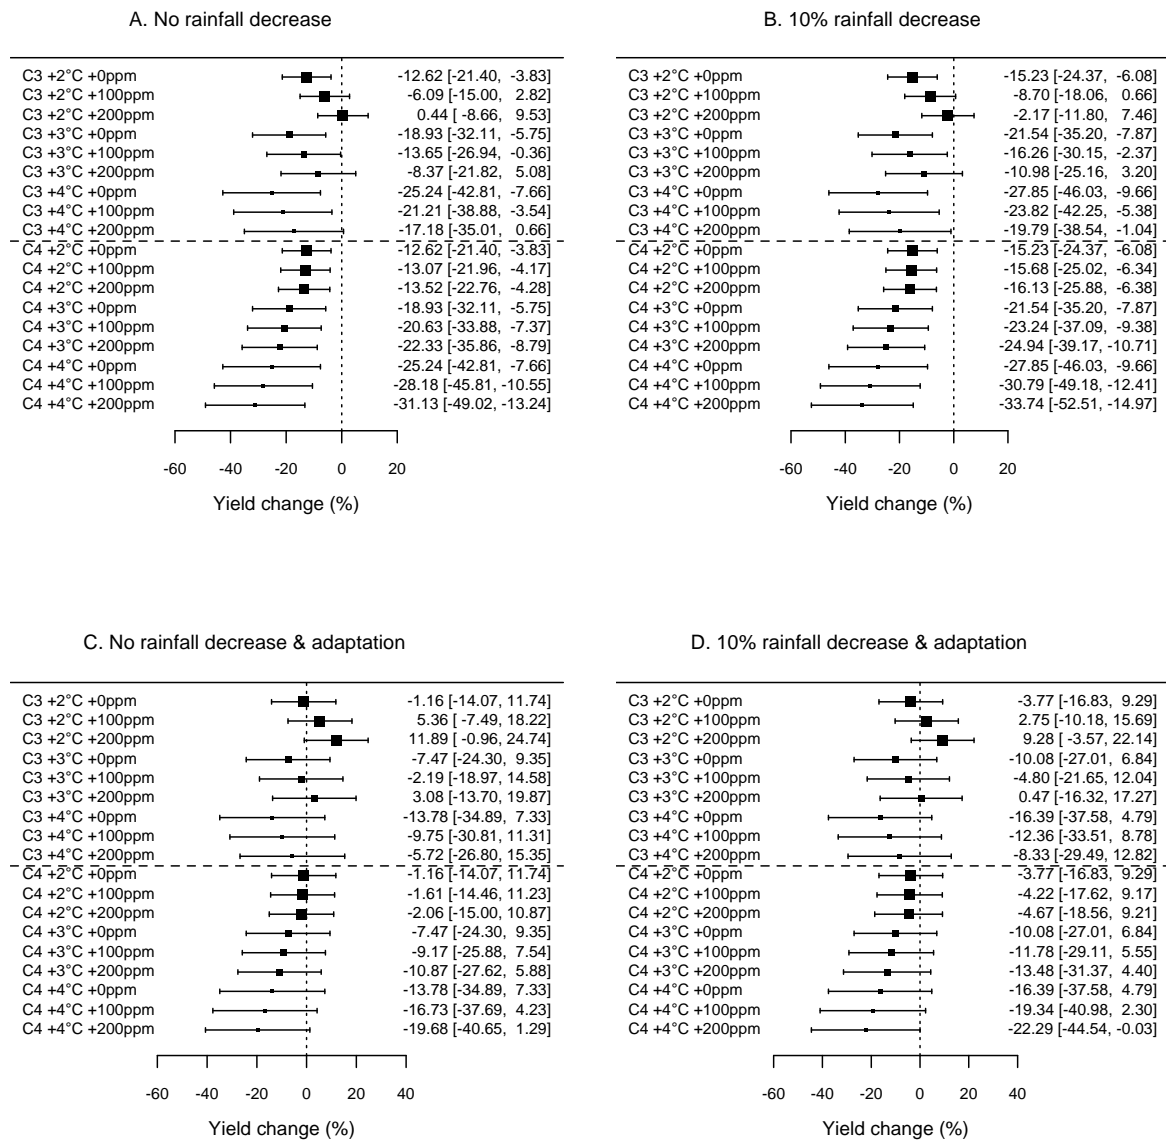 A. No rainfall decrease
C3 +2°C +0ppm -12.62 [-21.40, -3.83]
C3 +2°C +100ppm -6.09 [-15.00, 2.82]
C3 +2°C +200ppm 0.44 [ -8.66, 9.53]
C3 +3°C +0ppm -18.93 [-32.11, -5.75]
C3 +3°C +100ppm -13.65 [-26.94, -0.36]
C3 +3°C +200ppm -8.37 [-21.82, 5.08]
C3 +4°C +0ppm -25.24 [-42.81, -7.66]
C3 +4°C +100ppm -21.21 [-38.88, -3.54]
C3 +4°C +200ppm -17.18 [-35.01, 0.66]
C4 +2°C +0ppm -12.62 [-21.40, -3.83]
C4 +2°C +100ppm -13.07 [-21.96, -4.17]
C4 +2°C +200ppm -13.52 [-22.76, -4.28]
C4 +3°C +0ppm -18.93 [-32.11, -5.75]
C4 +3°C +100ppm -20.63 [-33.88, -7.37]
C4 +3°C +200ppm -22.33 [-35.86, -8.79]
C4 +4°C +0ppm -25.24 [-42.81, -7.66]
C4 +4°C +100ppm -28.18 [-45.81, -10.55]
C4 +4°C +200ppm -31.13 [-49.02, -13.24]
-60 -40 -20 0 20
Yield change (%)
B. 10% rainfall decrease
C3 +2°C +0ppm -15.23 [-24.37, -6.08]
C3 +2°C +100ppm -8.70 [-18.06, 0.66]
C3 +2°C +200ppm -2.17 [-11.80, 7.46]
C3 +3°C +0ppm -21.54 [-35.20, -7.87]
C3 +3°C +100ppm -16.26 [-30.15, -2.37]
C3 +3°C +200ppm -10.98 [-25.16, 3.20]
C3 +4°C +0ppm -27.85 [-46.03, -9.66]
C3 +4°C +100ppm -23.82 [-42.25, -5.38]
C3 +4°C +200ppm -19.79 [-38.54, -1.04]
C4 +2°C +0ppm -15.23 [-24.37, -6.08]
C4 +2°C +100ppm -15.68 [-25.02, -6.34]
C4 +2°C +200ppm -16.13 [-25.88, -6.38]
C4 +3°C +0ppm -21.54 [-35.20, -7.87]
C4 +3°C +100ppm -23.24 [-37.09, -9.38]
C4 +3°C +200ppm -24.94 [-39.17, -10.71]
C4 +4°C +0ppm -27.85 [-46.03, -9.66]
C4 +4°C +100ppm -30.79 [-49.18, -12.41]
C4 +4°C +200ppm -33.74 [-52.51, -14.97]
-60 -40 -20 0 20
Yield change (%)
C. No rainfall decrease & adaptation
C3 +2°C +0ppm -1.16 [-14.07, 11.74]
C3 +2°C +100ppm 5.36 [ -7.49, 18.22]
C3 +2°C +200ppm 11.89 [ -0.96, 24.74]
C3 +3°C +0ppm -7.47 [-24.30, 9.35]
C3 +3°C +100ppm -2.19 [-18.97, 14.58]
C3 +3°C +200ppm 3.08 [-13.70, 19.87]
C3 +4°C +0ppm -13.78 [-34.89, 7.33]
C3 +4°C +100ppm -9.75 [-30.81, 11.31]
C3 +4°C +200ppm -5.72 [-26.80, 15.35]
C4 +2°C +0ppm -1.16 [-14.07, 11.74]
C4 +2°C +100ppm -1.61 [-14.46, 11.23]
C4 +2°C +200ppm -2.06 [-15.00, 10.87]
C4 +3°C +0ppm -7.47 [-24.30, 9.35]
C4 +3°C +100ppm -9.17 [-25.88, 7.54]
C4 +3°C +200ppm -10.87 [-27.62, 5.88]
C4 +4°C +0ppm -13.78 [-34.89, 7.33]
C4 +4°C +100ppm -16.73 [-37.69, 4.23]
C4 +4°C +200ppm -19.68 [-40.65, 1.29]
-60 -40 -20 0 20 40
Yield change (%)
D. 10% rainfall decrease & adaptation
C3 +2°C +0ppm -3.77 [-16.83, 9.29]
C3 +2°C +100ppm 2.75 [-10.18, 15.69]
C3 +2°C +200ppm 9.28 [ -3.57, 22.14]
C3 +3°C +0ppm -10.08 [-27.01, 6.84]
C3 +3°C +100ppm -4.80 [-21.65, 12.04]
C3 +3°C +200ppm 0.47 [-16.32, 17.27]
C3 +4°C +0ppm -16.39 [-37.58, 4.79]
C3 +4°C +100ppm -12.36 [-33.51, 8.78]
C3 +4°C +200ppm -8.33 [-29.49, 12.82]
C4 +2°C +0ppm -3.77 [-16.83, 9.29]
C4 +2°C +100ppm -4.22 [-17.62, 9.17]
C4 +2°C +200ppm -4.67 [-18.56, 9.21]
C4 +3°C +0ppm -10.08 [-27.01, 6.84]
C4 +3°C +100ppm -11.78 [-29.11, 5.55]
C4 +3°C +200ppm -13.48 [-31.37, 4.40]
C4 +4°C +0ppm -16.39 [-37.58, 4.79]
C4 +4°C +100ppm -19.34 [-40.98, 2.30]
C4 +4°C +200ppm -22.29 [-44.54, -0.03]
-60 -40 -20 0 20 40
Yield change (%)